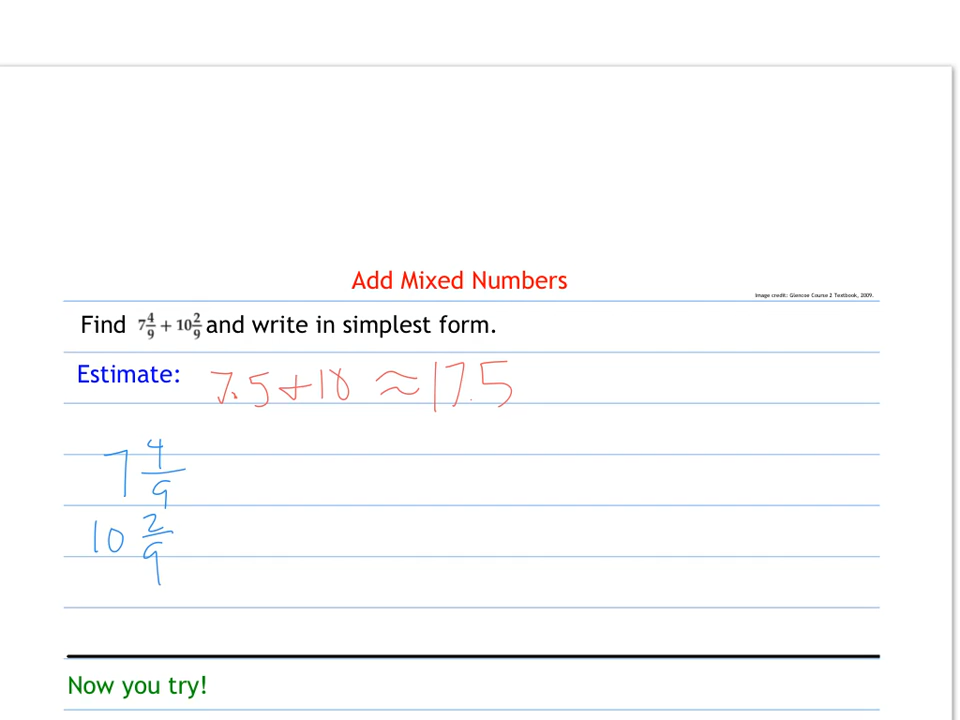 Add Mixed Numbers
Image credit: Glencoe Course 2 Textbook, 2009.
Find 7 4/9 + 10 2/9 and write in simplest form.
Estimate: 7.5 + 10 ≈ 17.5
7 4/9
10 2/9
Now you try!